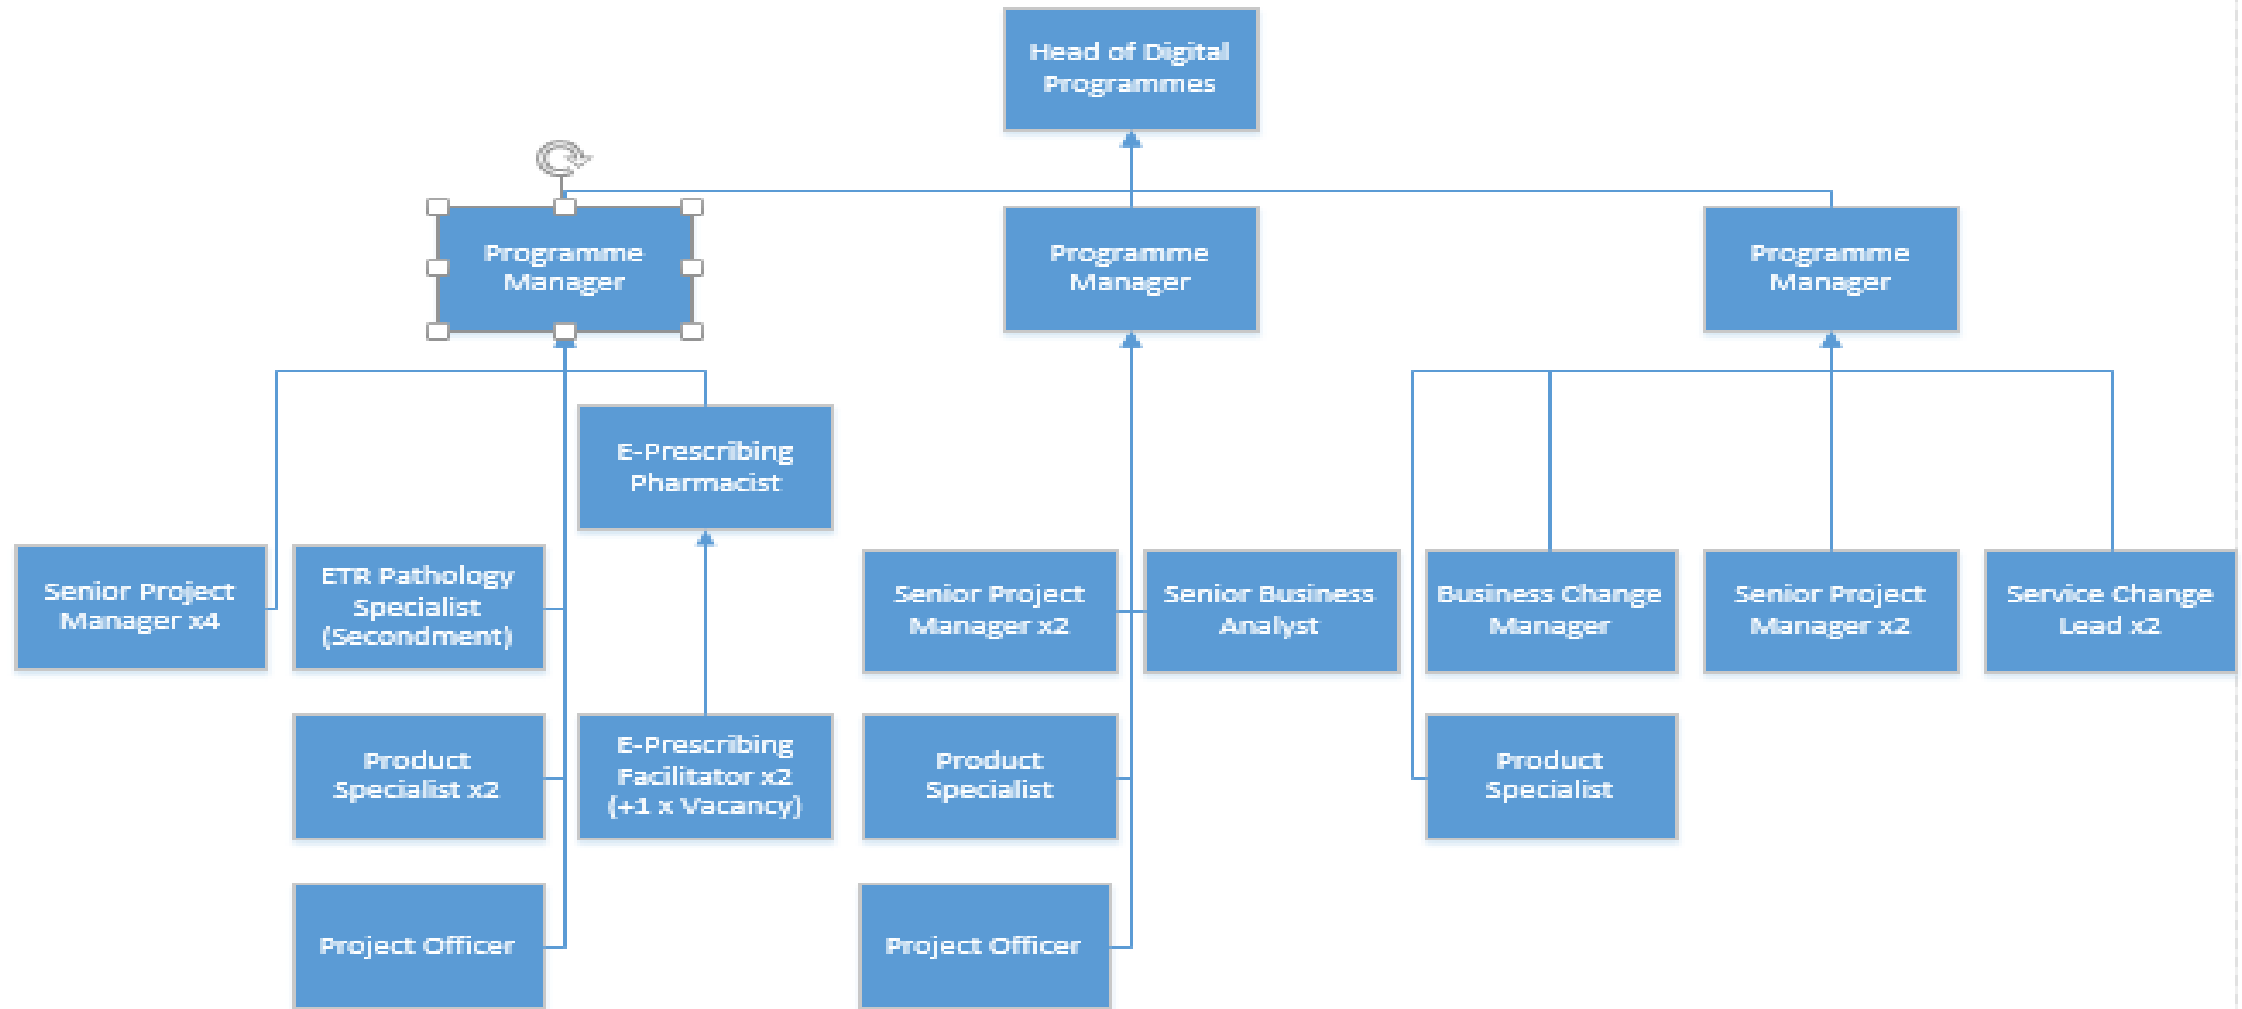 Head of Digital
Programmes
Programme
Manager
Programme
Manager
Programme
Manager
E-Prescribing
Pharmacist
Senior Project
Manager x4
ETR Pathology
Specialist
(Secondment)
Senior Project
Manager x2
Senior Business
Analyst
Business Change
Manager
Senior Project
Manager x2
Service Change
Lead x2
Product
Specialist x2
E-Prescribing
Facilitator x2
(+1 x Vacancy)
Product
Specialist
Product
Specialist
Project Officer
Project Officer